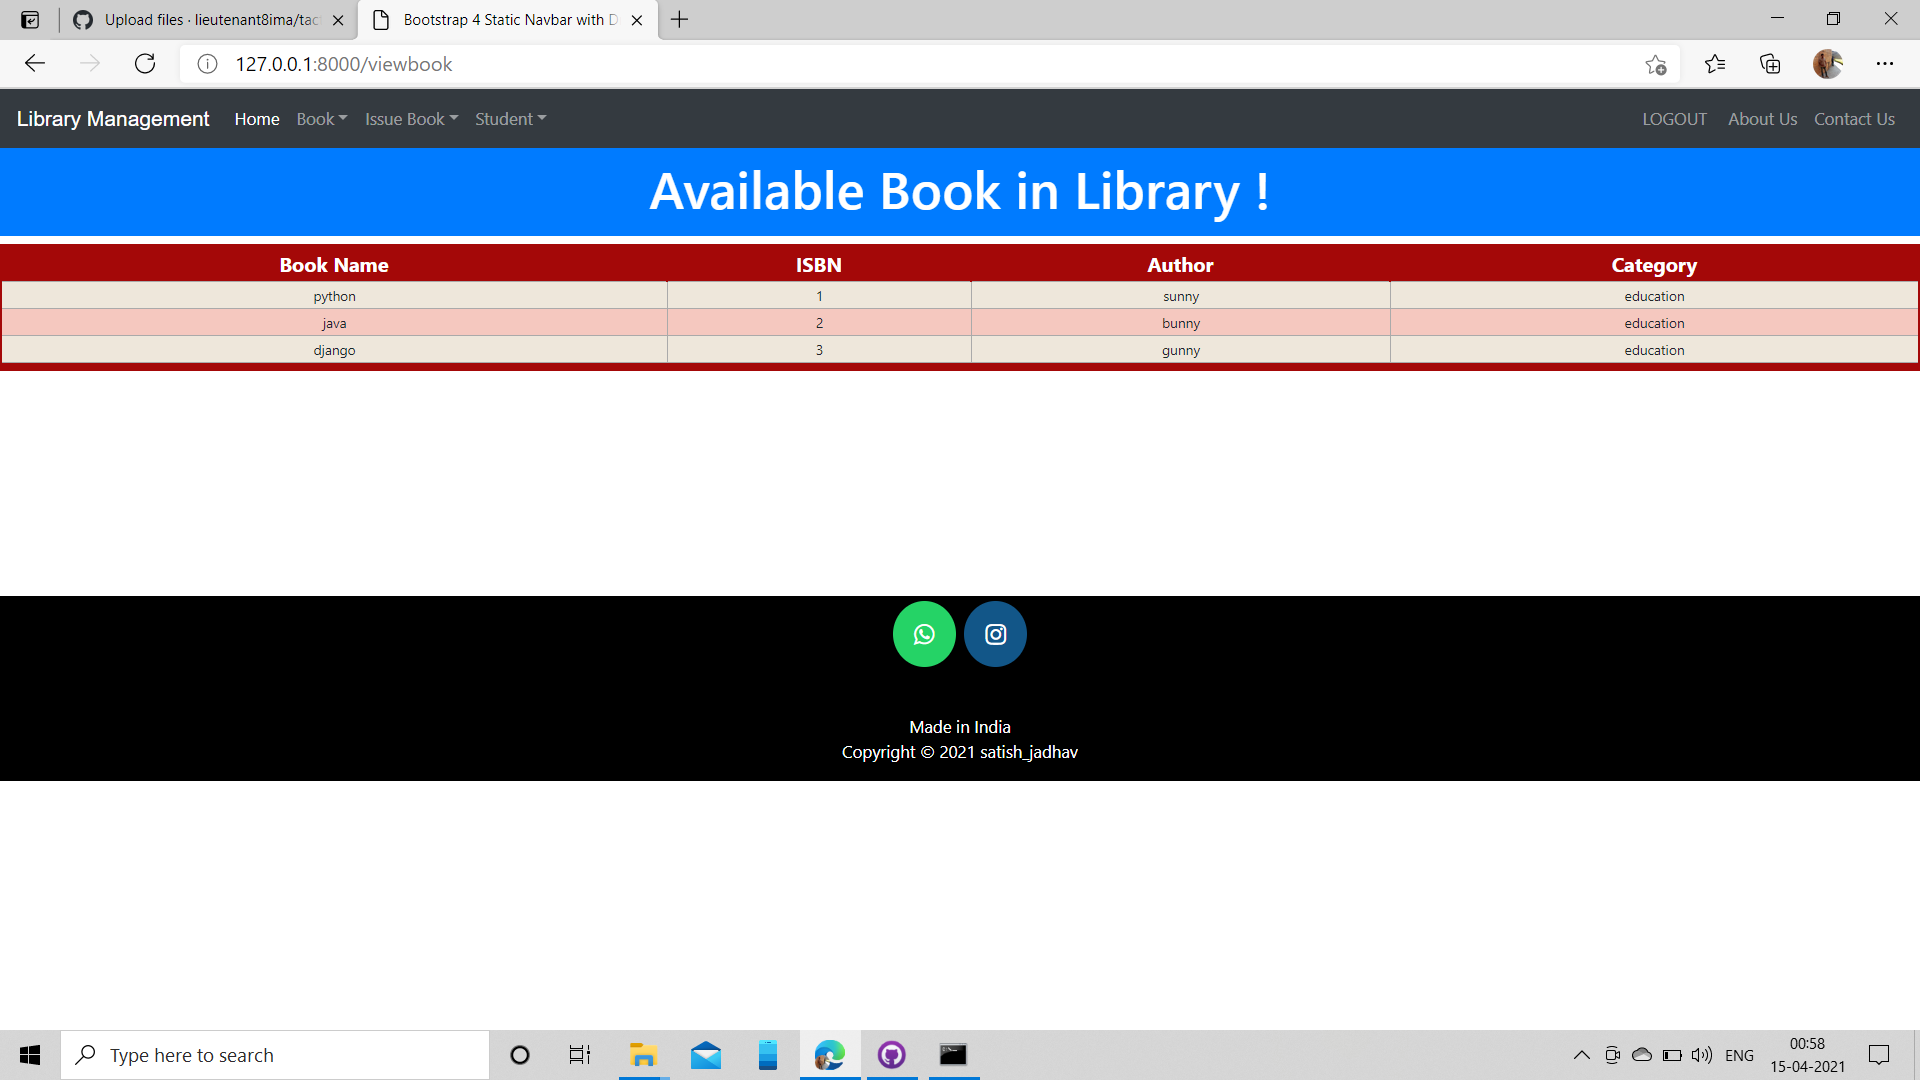 Upload files · lieutenant8ima/tac
Bootstrap 4 Static Navbar with D
127.0.0.1:8000/viewbook
Library Management Home Book Issue Book Student LOGOUT About Us Contact Us
Available Book in Library !
Book Name ISBN Author Category
python 1 sunny education
java 2 bunny education
django 3 gunny education
Made in India
Copyright © 2021 satish_jadhav
Type here to search
ENG
00:58
15-04-2021